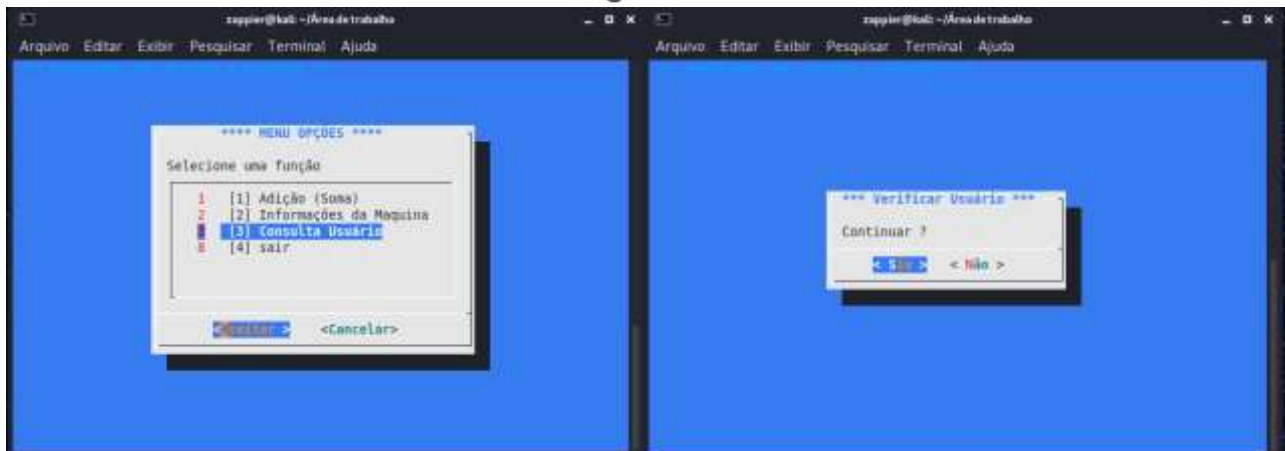 zappier@kali: ~/Área de trabalho
Arquivo Editar Exibir Pesquisar Terminal Ajuda
**** MENU OPÇOES ****
Selecione uma função
1 [1] Adição (Soma)
2 [2] Informações da Maquina
[3] Consulta Usuário
[4] sair
<Cancelar>
zappier@kali: ~/Área de trabalho
Arquivo Editar Exibir Pesquisar Terminal Ajuda
*** Verificar Usuário ***
Continuar ?
< Sim > < Não >